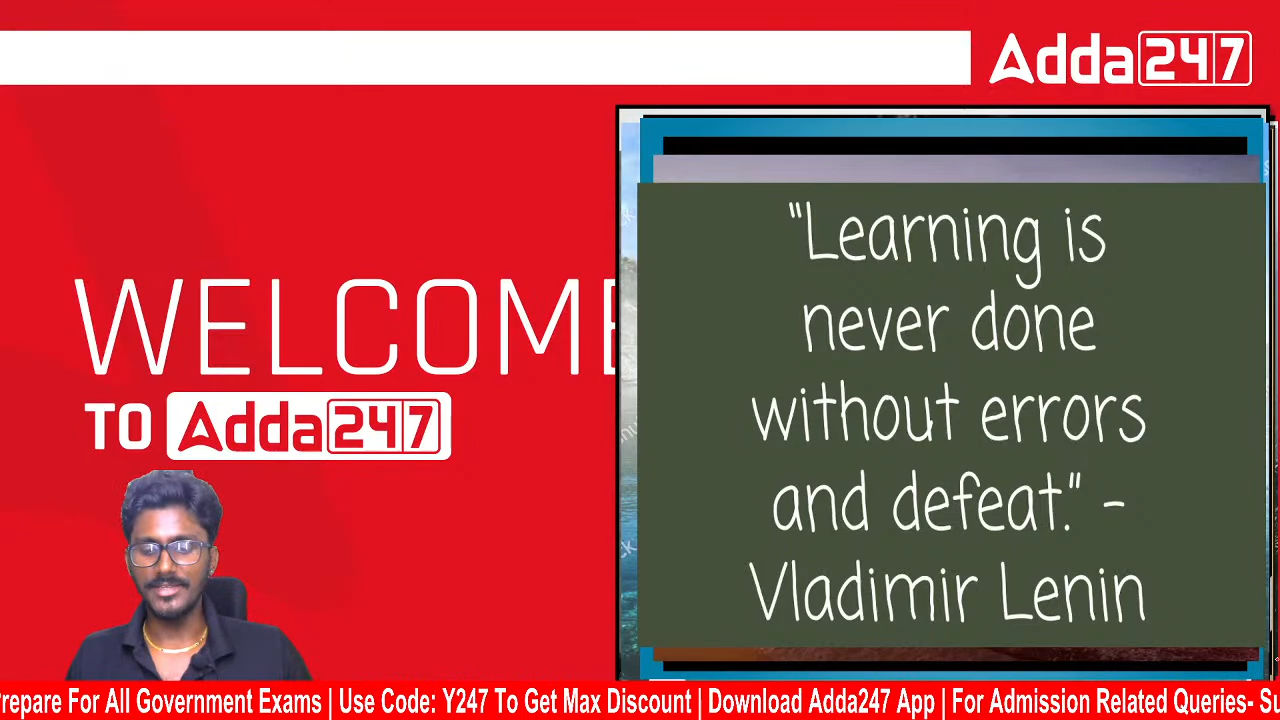 Adda247
WELCOME
TO Adda247
"Learning is
never done
without errors
and defeat." -
Vladimir Lenin
Prepare For All Government Exams | Use Code: Y247 To Get Max Discount | Download Adda247 App | For Admission Related Queries-